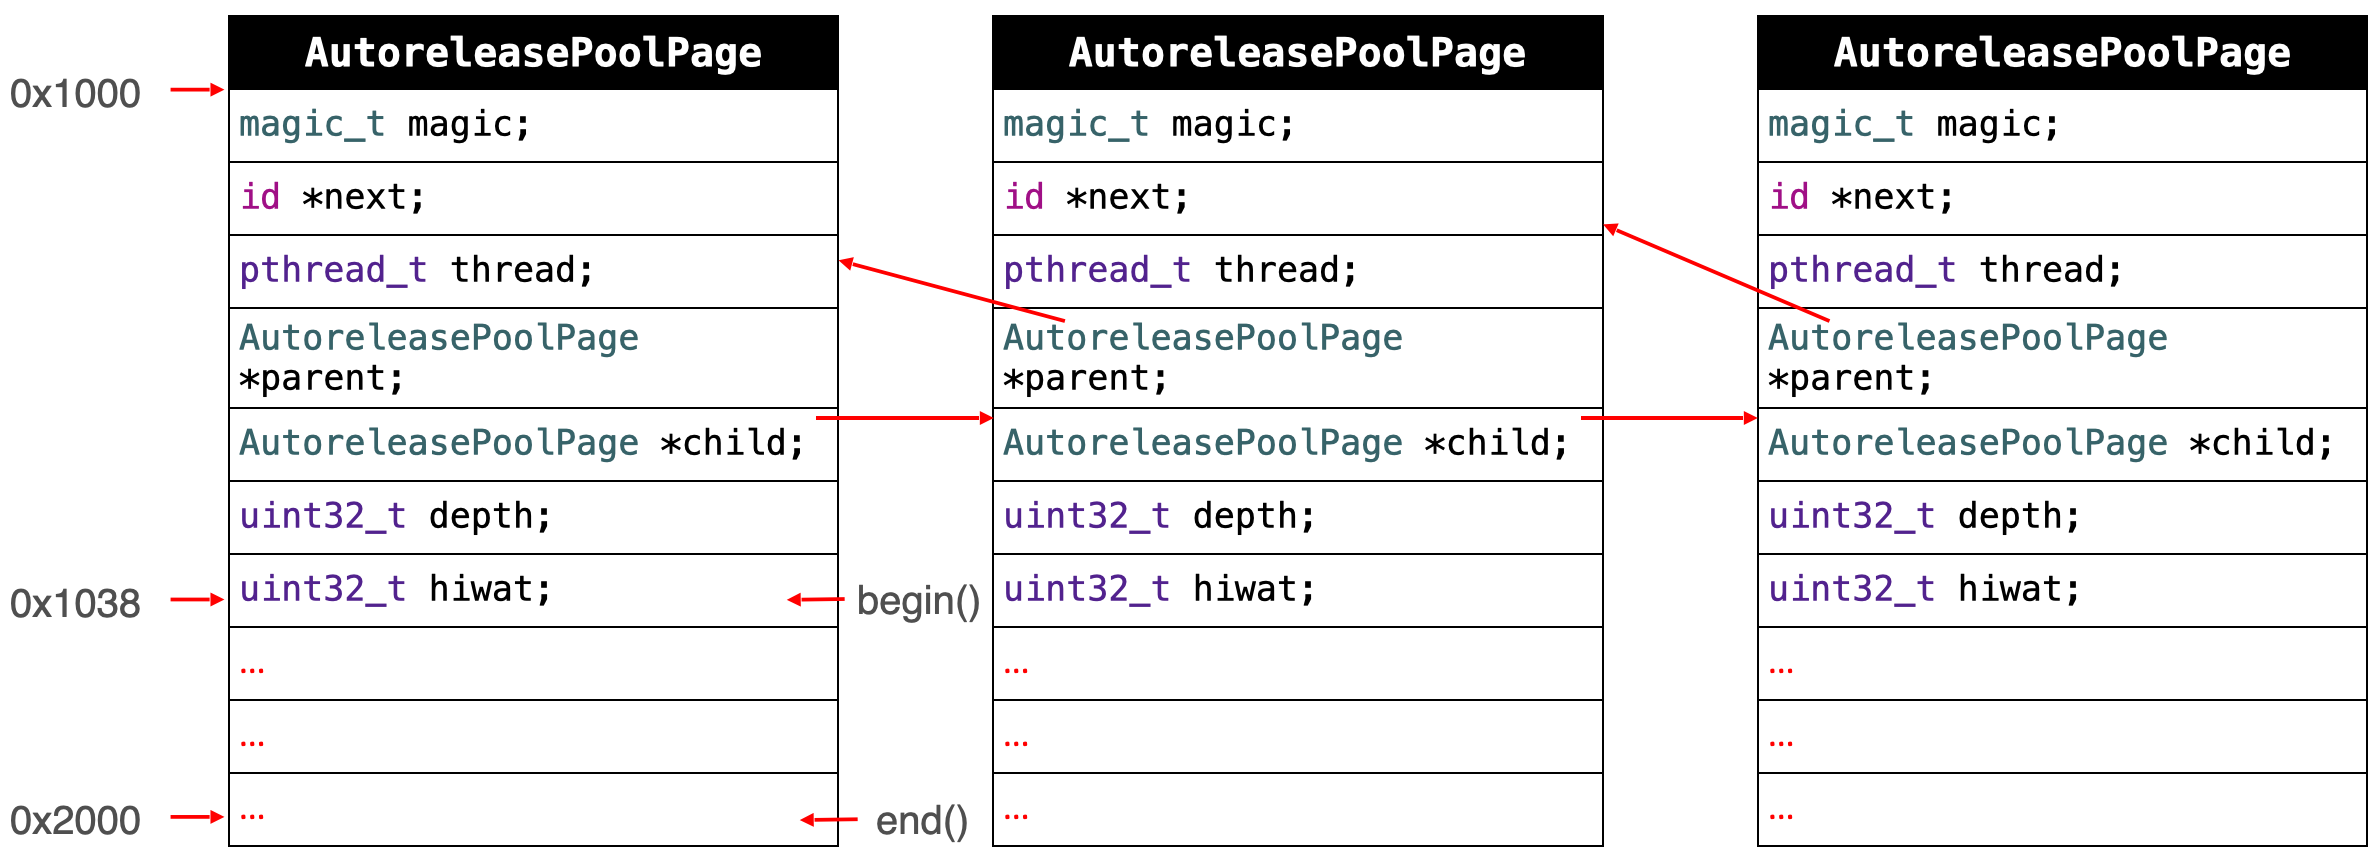 AutoreleasePoolPage
0x1000
magic_t magic;
id *next;
pthread_t thread;
AutoreleasePoolPage
*parent;
AutoreleasePoolPage *child;
uint32_t depth;
0x1038
uint32_t hiwat;
begin()
...
...
0x2000
...
end()
AutoreleasePoolPage
magic_t magic;
id *next;
pthread_t thread;
AutoreleasePoolPage
*parent;
AutoreleasePoolPage *child;
uint32_t depth;
uint32_t hiwat;
...
...
...
AutoreleasePoolPage
magic_t magic;
id *next;
pthread_t thread;
AutoreleasePoolPage
*parent;
AutoreleasePoolPage *child;
uint32_t depth;
uint32_t hiwat;
...
...
...